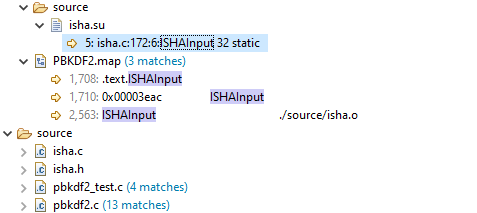 source
isha.su
5: isha.c:172:6:ISHAInput 32 static
PBKDF2.map (3 matches)
1,708: .text.ISHAInput
1,710: 0x00003eac ISHAInput
2,563: ISHAInput ./source/isha.o
source
isha.c
isha.h
pbkdf2_test.c (4 matches)
pbkdf2.c (13 matches)